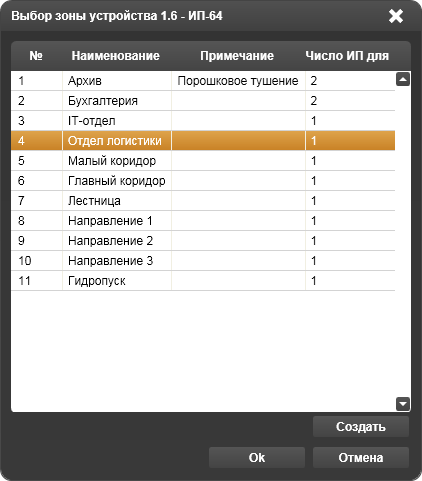 Выбор зоны устройства 1.6 - ИП-64
№ Наименование Примечание Число ИП для
1 Архив Порошковое тушение 2
2 Бухгалтерия 2
3 IT-отдел 1
4 Отдел логистики 1
5 Малый коридор 1
6 Главный коридор 1
7 Лестница 1
8 Направление 1 1
9 Направление 2 1
10 Направление 3 1
11 Гидропуск 1
Создать
Ok Отмена